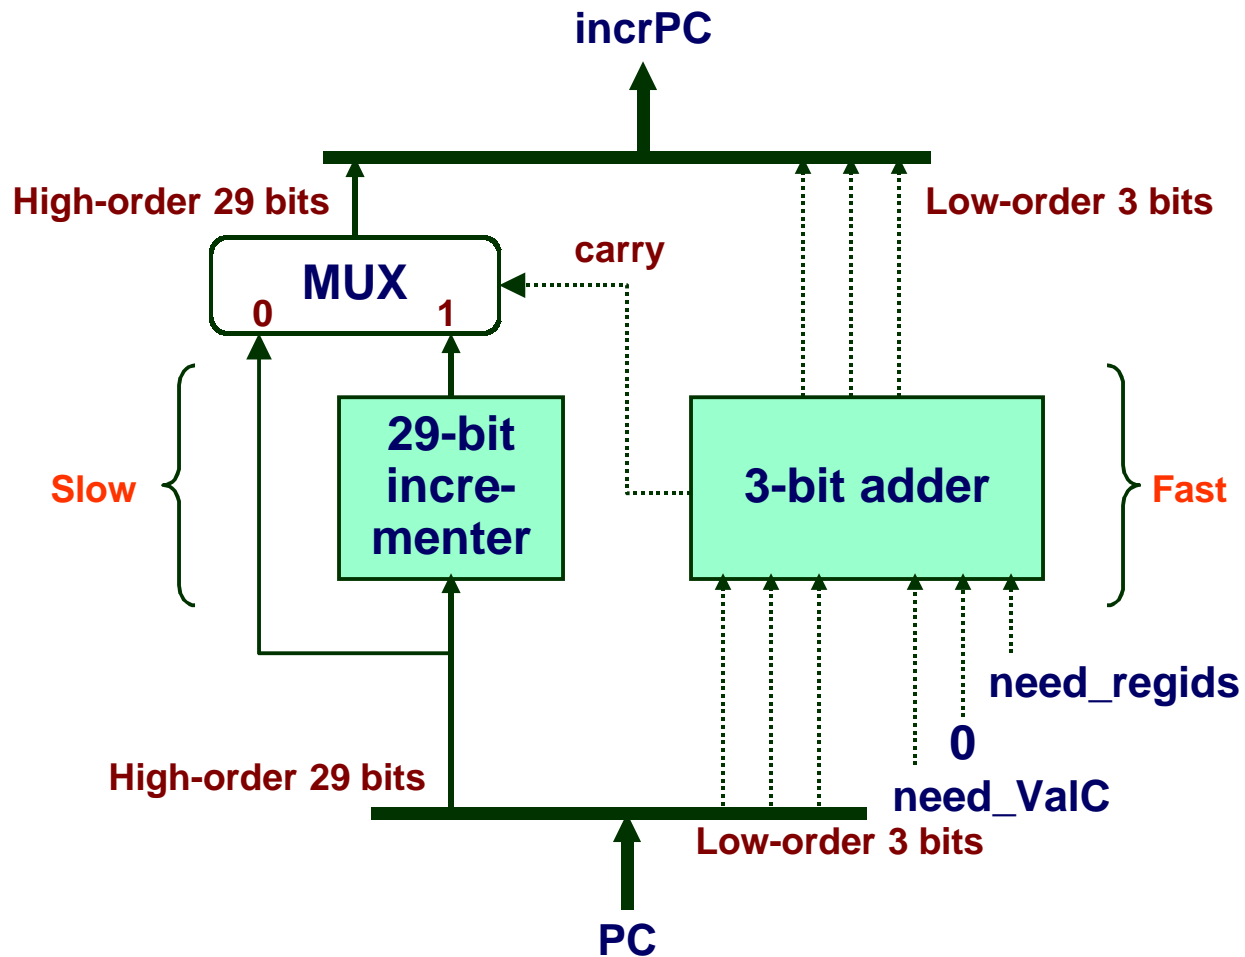 incrPC
High-order 29 bits
Low-order 3 bits
carry
MUX
0
1
29-bit
incre-
menter
3-bit adder
Slow
Fast
need_regids
0
need_ValC
High-order 29 bits
Low-order 3 bits
PC